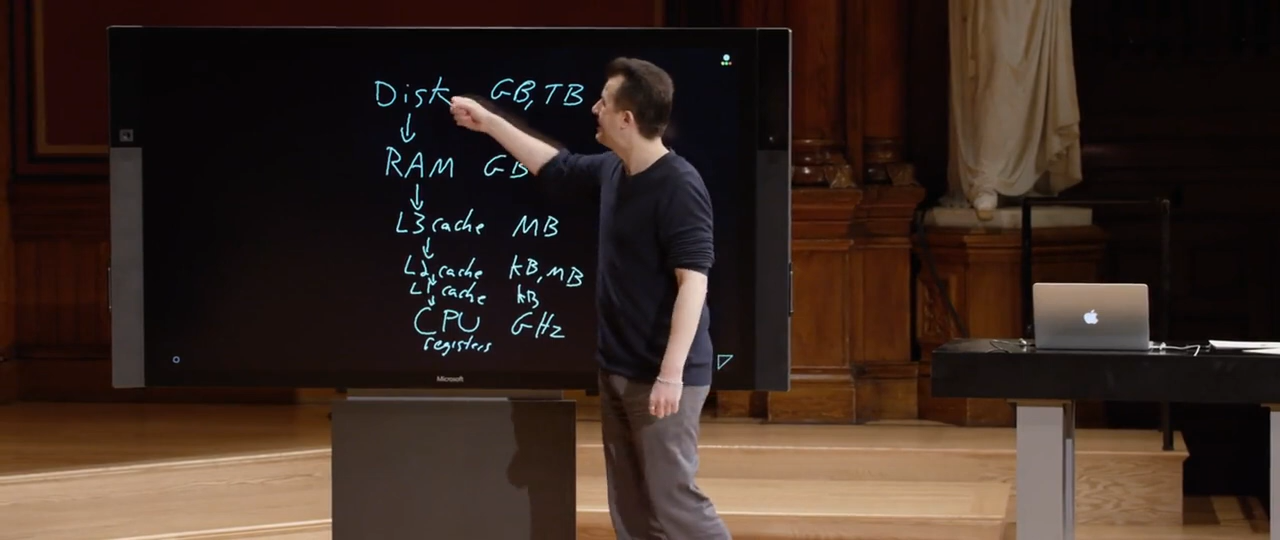 Disk GB, TB
RAM GB
L3 cache MB
L2 cache kB, MB
L1 cache kB
CPU GHz
registers
Microsoft